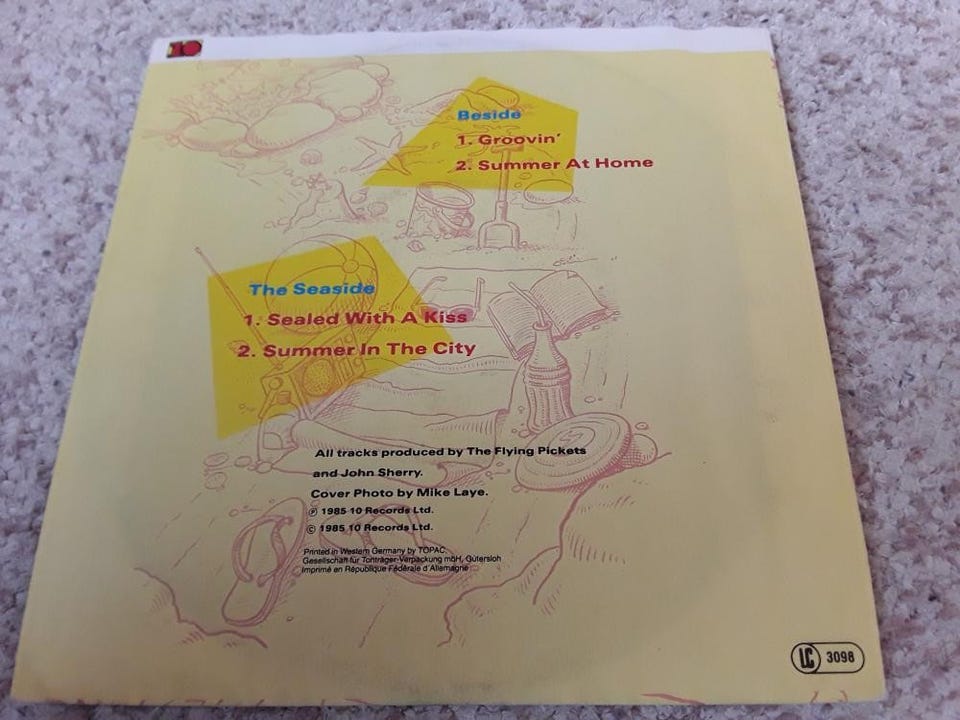 10
Beside
1. Groovin'
2. Summer At Home
The Seaside
1. Sealed With A Kiss
2. Summer In The City
All tracks produced by The Flying Pickets
and John Sherry.
Cover Photo by Mike Laye.
℗ 1985 10 Records Ltd.
© 1985 10 Records Ltd.
Printed in Western Germany by TOPAC,
Gesellschaft für Tonträger-Verpackung mbH, Gütersloh
Imprimé en République Fédérale d'Allemagne
LC 3098